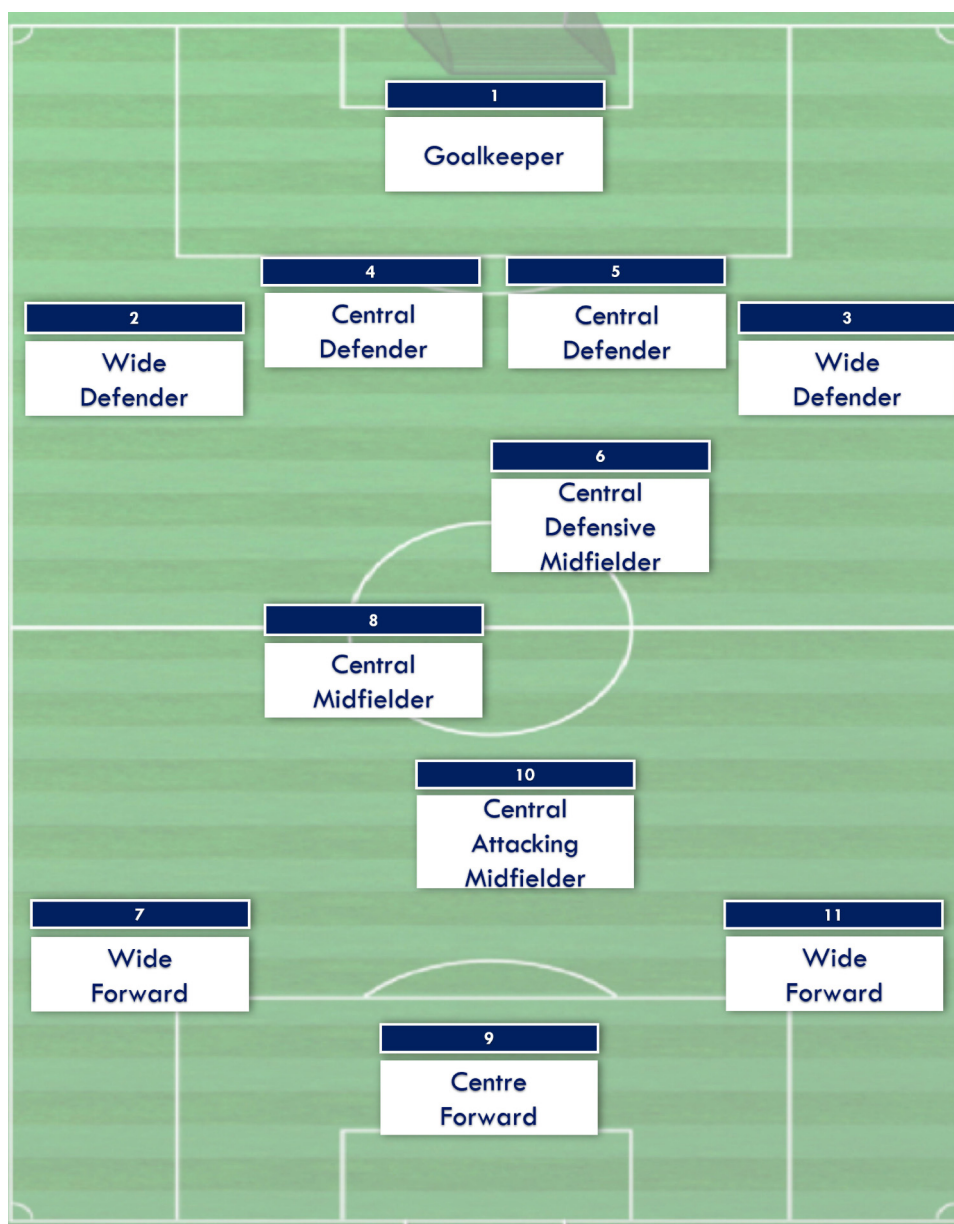 1
Goalkeeper
4
Central
Defender
5
Central
Defender
2
Wide
Defender
3
Wide
Defender
6
Central
Defensive
Midfielder
8
Central
Midfielder
10
Central
Attacking
Midfielder
7
Wide
Forward
11
Wide
Forward
9
Centre
Forward